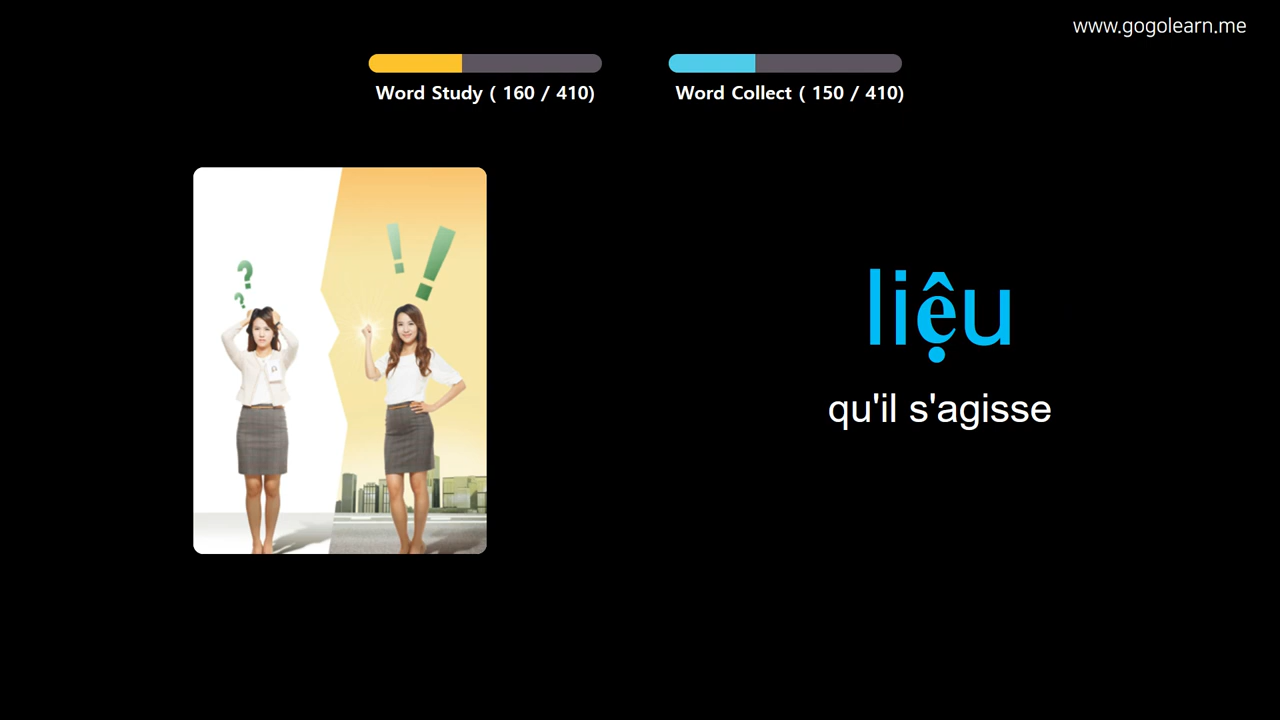 www.gogolearn.me
Word Study ( 160 / 410)
Word Collect ( 150 / 410)
? ?
! !
liệu
qu'il s'agisse